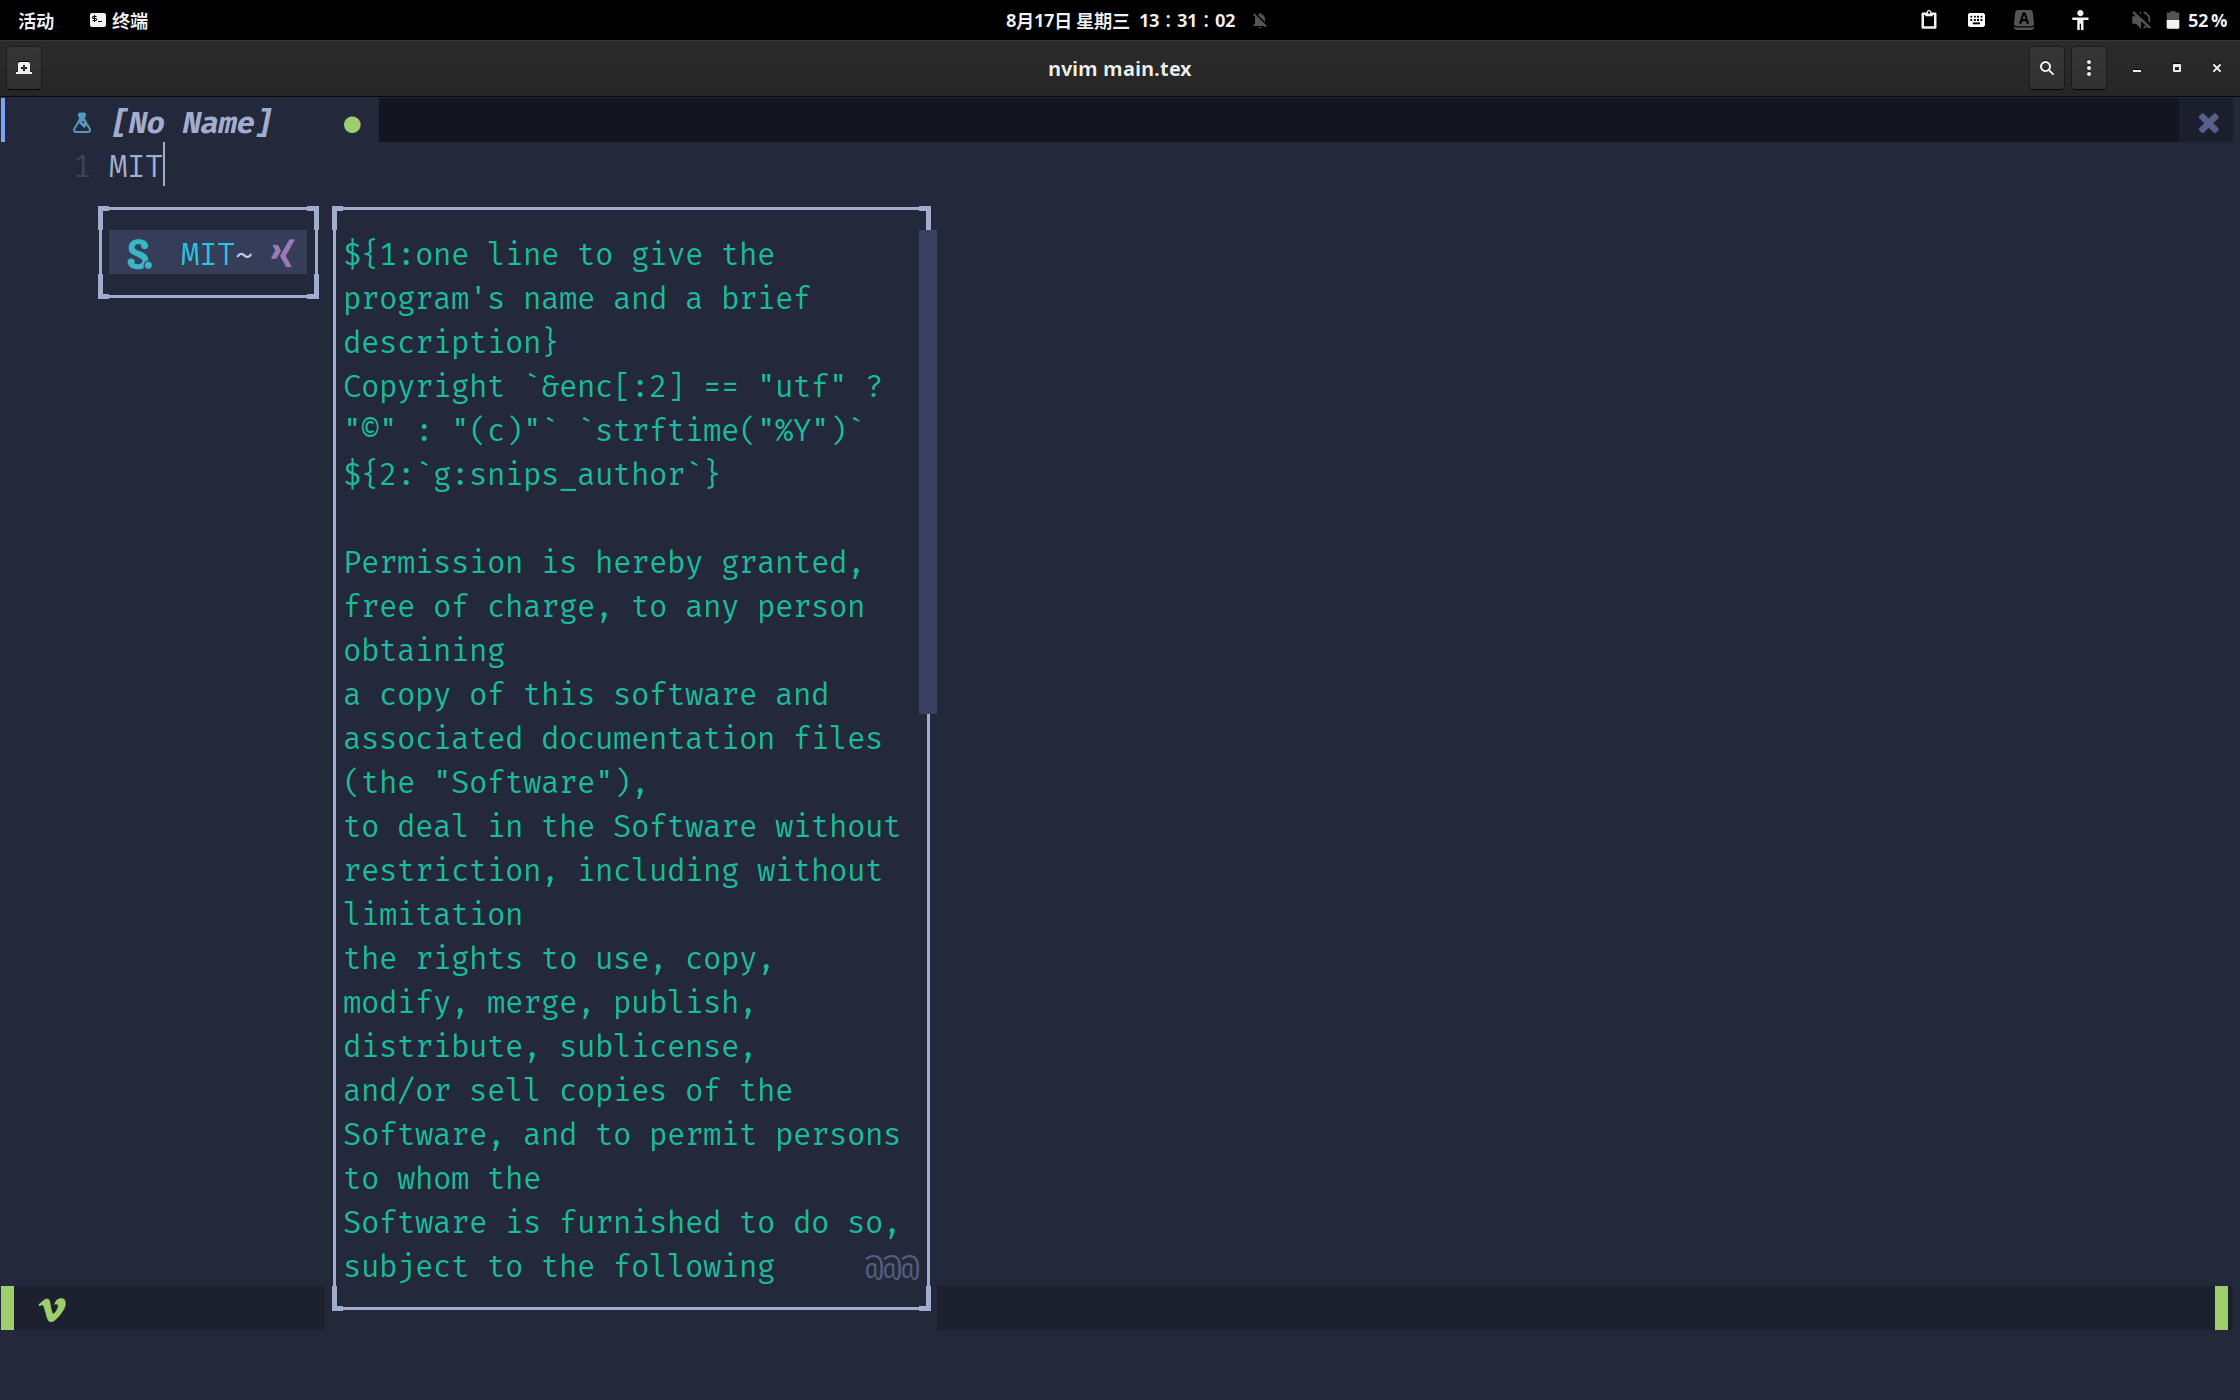 活动 终端 8月17日 星期三 13：31：02 A 52%
nvim main.tex
[No Name]
1 MIT
MIT~
${1:one line to give the
program's name and a brief
description}
Copyright `&enc[:2] == "utf" ?
"©" : "(c)"` `strftime("%Y")`
${2:`g:snips_author`}
Permission is hereby granted,
free of charge, to any person
obtaining
a copy of this software and
associated documentation files
(the "Software"),
to deal in the Software without
restriction, including without
limitation
the rights to use, copy,
modify, merge, publish,
distribute, sublicense,
and/or sell copies of the
Software, and to permit persons
to whom the
Software is furnished to do so,
subject to the following @@@